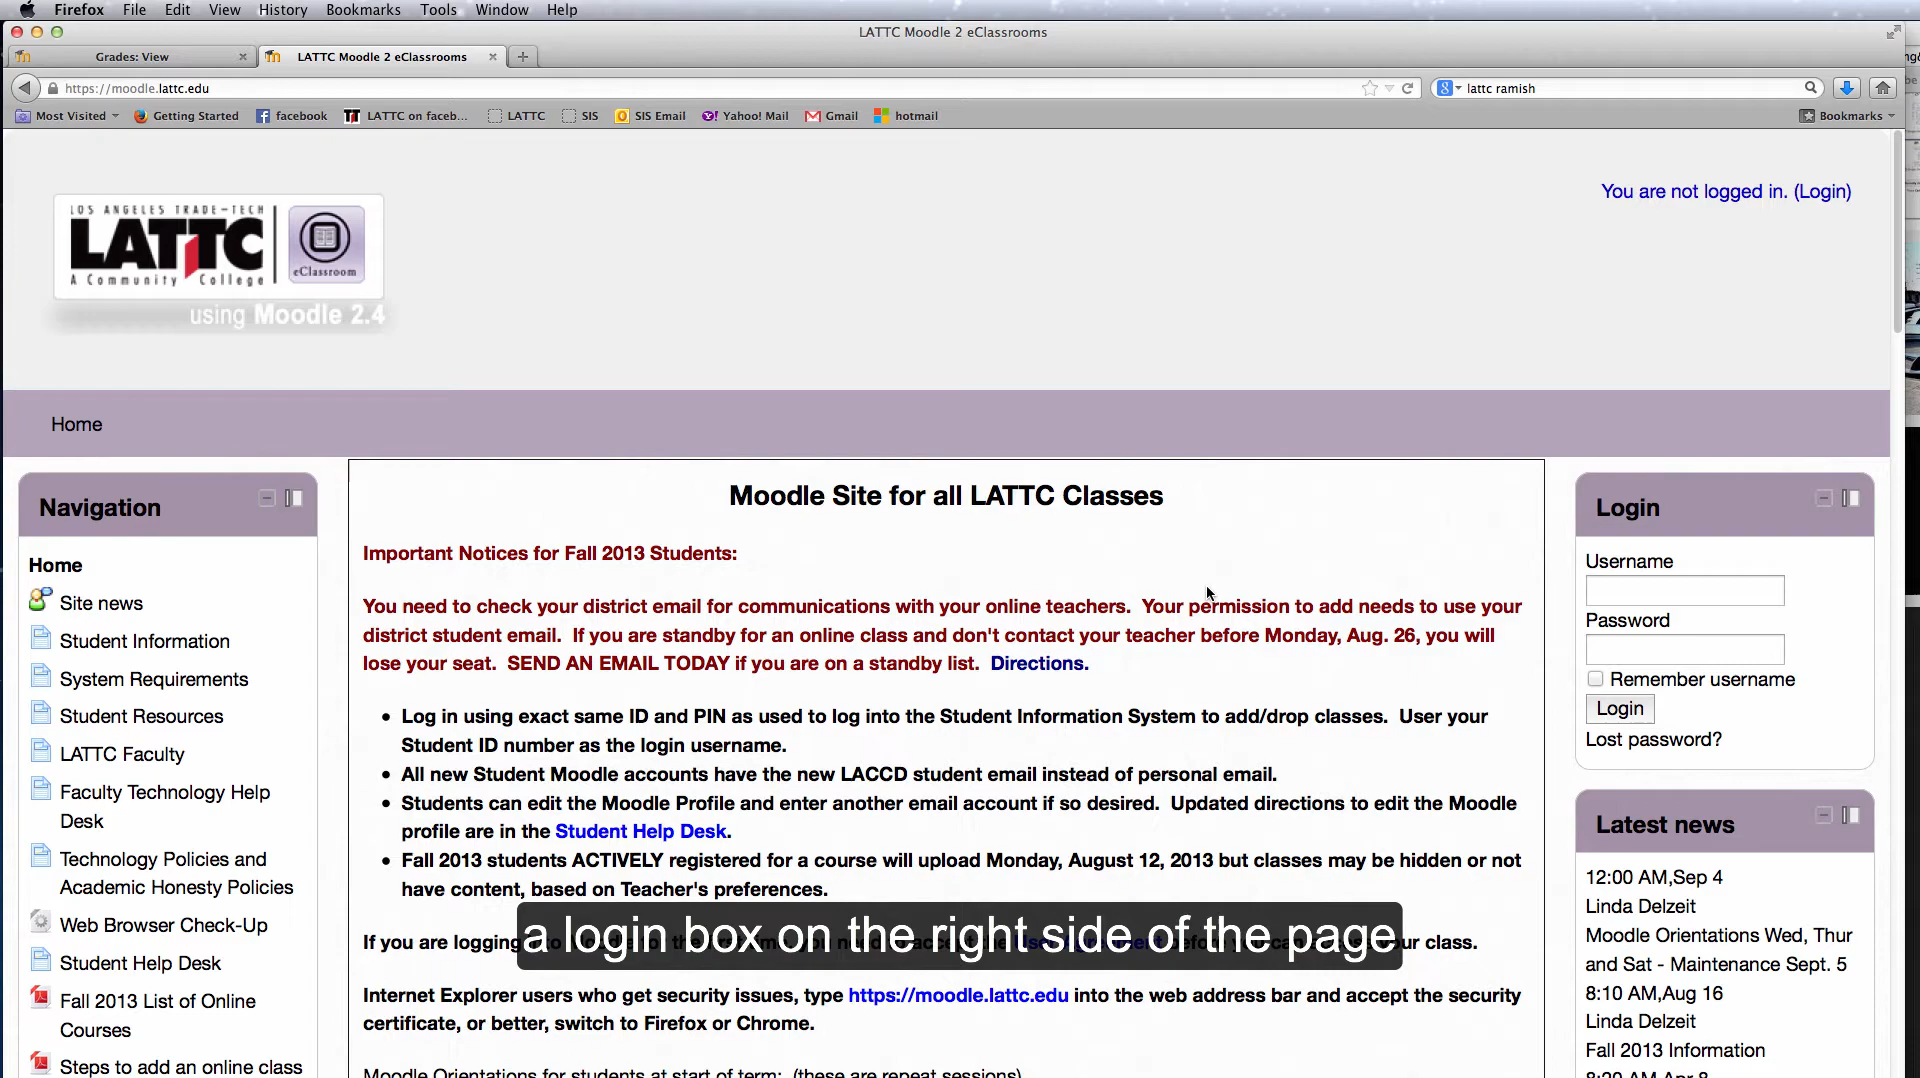 Firefox File Edit View History Bookmarks Tools Window Help
LATTC Moodle 2 eClassrooms
Grades: View
LATTC Moodle 2 eClassrooms
https://moodle.lattc.edu
lattc ramish
Most Visited Getting Started facebook LATTC on faceb... LATTC SIS SIS Email Yahoo! Mail Gmail hotmail Bookmarks
You are not logged in. (Login)
LOS ANGELES TRADE-TECH
LATTC
A Community College
eClassroom
using Moodle 2.4
Home
Navigation
Home
Site news
Student Information
System Requirements
Student Resources
LATTC Faculty
Faculty Technology Help
Desk
Technology Policies and
Academic Honesty Policies
Web Browser Check-Up
Student Help Desk
Fall 2013 List of Online
Courses
Steps to add an online class
Moodle Site for all LATTC Classes
Important Notices for Fall 2013 Students:
You need to check your district email for communications with your online teachers. Your permission to add needs to use your
district student email. If you are standby for an online class and don't contact your teacher before Monday, Aug. 26, you will
lose your seat. SEND AN EMAIL TODAY if you are on a standby list. Directions.
Log in using exact same ID and PIN as used to log into the Student Information System to add/drop classes. User your
Student ID number as the login username.
All new Student Moodle accounts have the new LACCD student email instead of personal email.
Students can edit the Moodle Profile and enter another email account if so desired. Updated directions to edit the Moodle
profile are in the Student Help Desk.
Fall 2013 students ACTIVELY registered for a course will upload Monday, August 12, 2013 but classes may be hidden or not
have content, based on Teacher's preferences.
If you are logging your class.
a login box on the right side of the page
Internet Explorer users who get security issues, type https://moodle.lattc.edu into the web address bar and accept the security
certificate, or better, switch to Firefox or Chrome.
Moodle Orientations for students at start of term: (these are repeat sessions)
Login
Username
Password
Remember username
Login
Lost password?
Latest news
12:00 AM,Sep 4
Linda Delzeit
Moodle Orientations Wed, Thur
and Sat - Maintenance Sept. 5
8:10 AM,Aug 16
Linda Delzeit
Fall 2013 Information